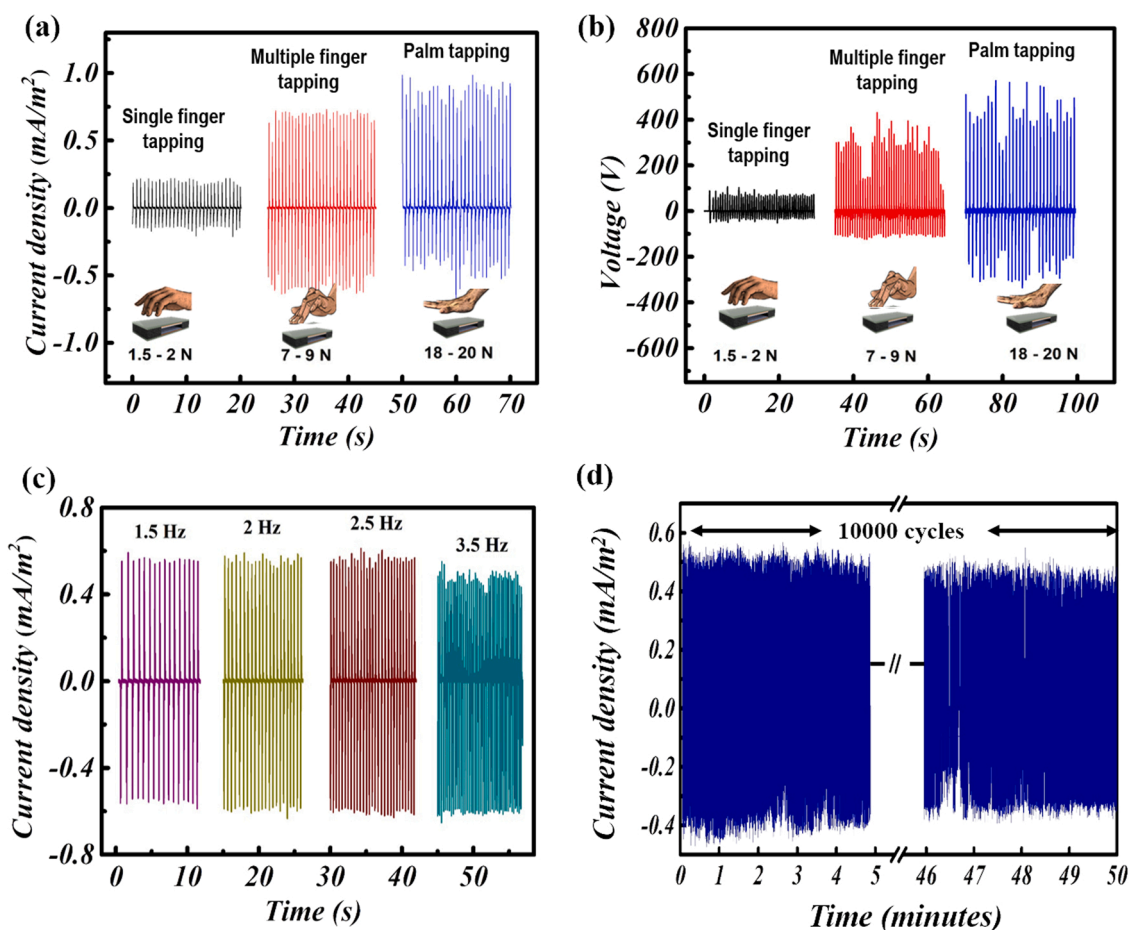 (a)
Current density (mA/m²)
1.0
0.5
0.0
-0.5
-1.0
Single finger
tapping
Multiple finger
tapping
Palm tapping
1.5 - 2 N
7 - 9 N
18 - 20 N
0 10 20 30 40 50 60 70
Time (s)
(b)
Voltage (V)
800
600
400
200
0
-200
-400
-600
Single finger
tapping
Multiple finger
tapping
Palm tapping
1.5 - 2 N
7 - 9 N
18 - 20 N
0 20 40 60 80 100
Time (s)
(c)
Current density (mA/m²)
0.8
0.4
0.0
-0.4
-0.8
1.5 Hz
2 Hz
2.5 Hz
3.5 Hz
0 10 20 30 40 50
Time (s)
(d)
Current density (mA/m²)
0.6
0.4
0.2
0.0
-0.2
-0.4
10000 cycles
0 1 2 3 4 5 46 47 48 49 50
Time (minutes)